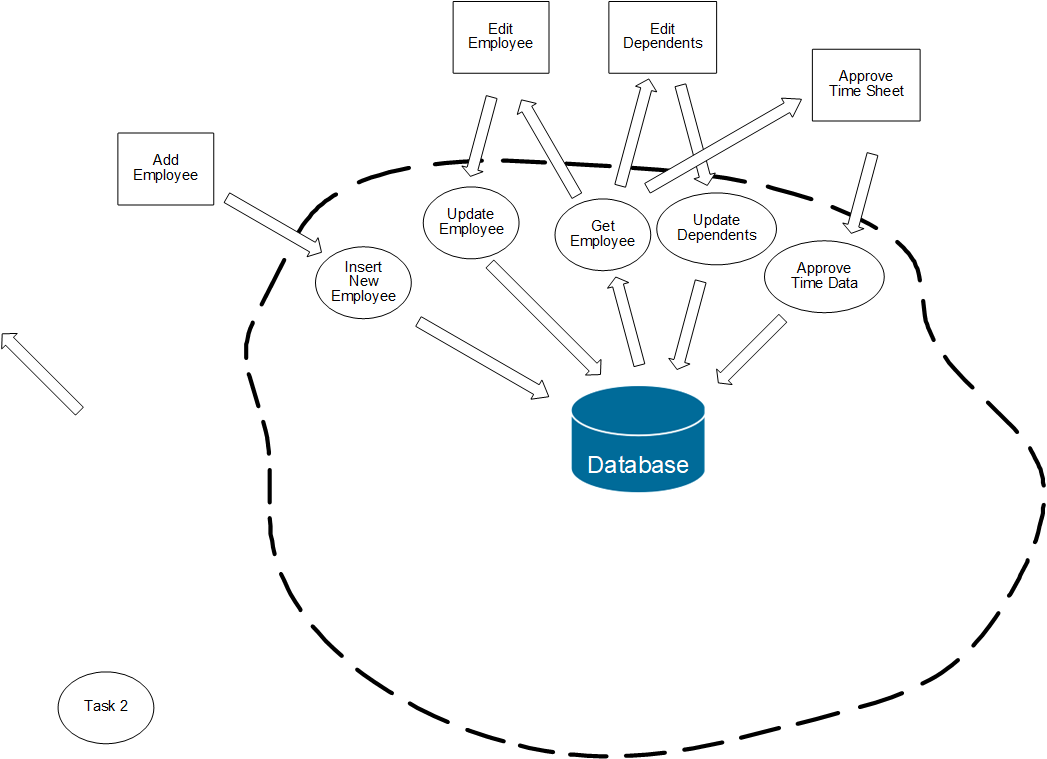 Edit
Employee
Edit
Dependents
Approve
Time Sheet
Add
Employee
Update
Employee
Get
Employee
Update
Dependents
Insert
New
Employee
Approve
Time Data
Database
Task 2